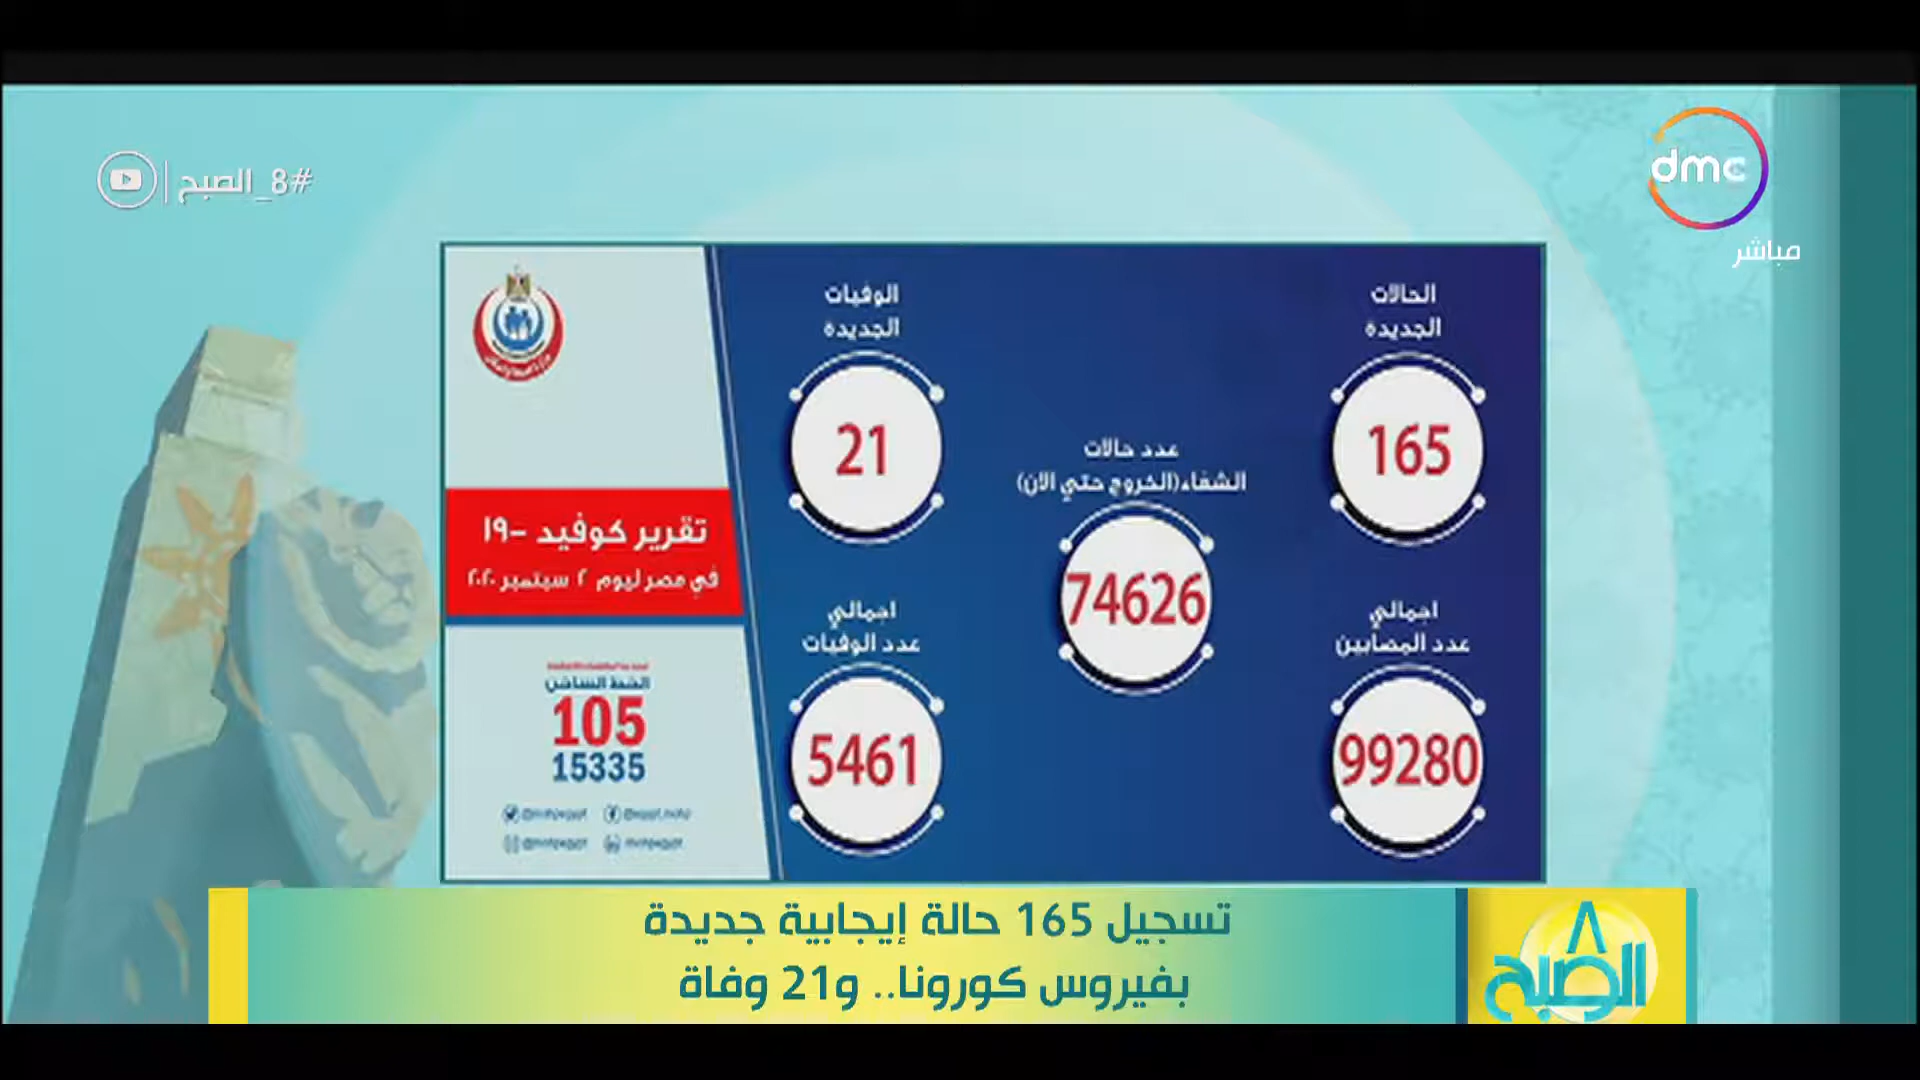 #8_الصبح
dmc
مباشر
الحالات
الجديدة
165
الوفيات
الجديدة
21
عدد حالات
الشفاء(الخروج حتي الان)
74626
اجمالي
عدد المصابين
99280
اجمالي
عدد الوفيات
5461
تقرير كوفيد -١٩
في مصر ليوم ٢ سبتمبر ٢٠٢٠
الخط الساخن
105
15335
تسجيل 165 حالة إيجابية جديدة
بفيروس كورونا.. و21 وفاة
٨
الصبح